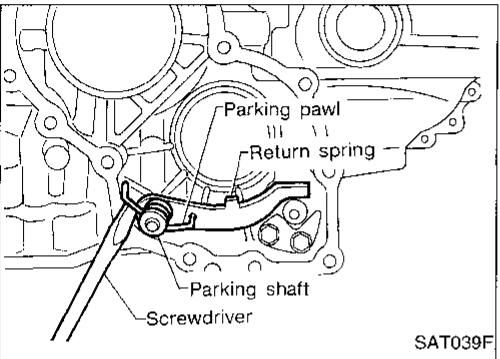 Parking pawl
Return spring
Parking shaft
Screwdriver
SAT039F